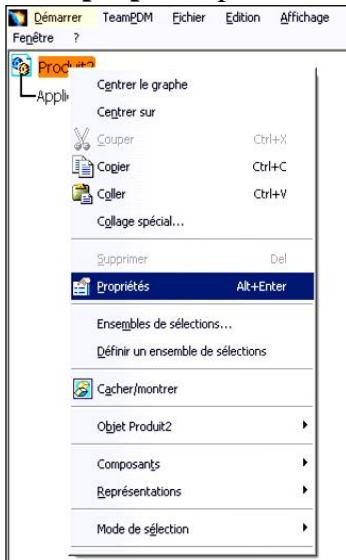 Démarrer TeamPDM Fichier Edition Affichage
Fenêtre ?
Produit2
Appli
Centrer le graphe
Centrer sur
Couper Ctrl+X
Copier Ctrl+C
Coller Ctrl+V
Collage spécial...
Supprimer Del
Propriétés Alt+Enter
Ensembles de sélections...
Définir un ensemble de sélections
Cacher/montrer
Objet Produit2
Composants
Représentations
Mode de sélection